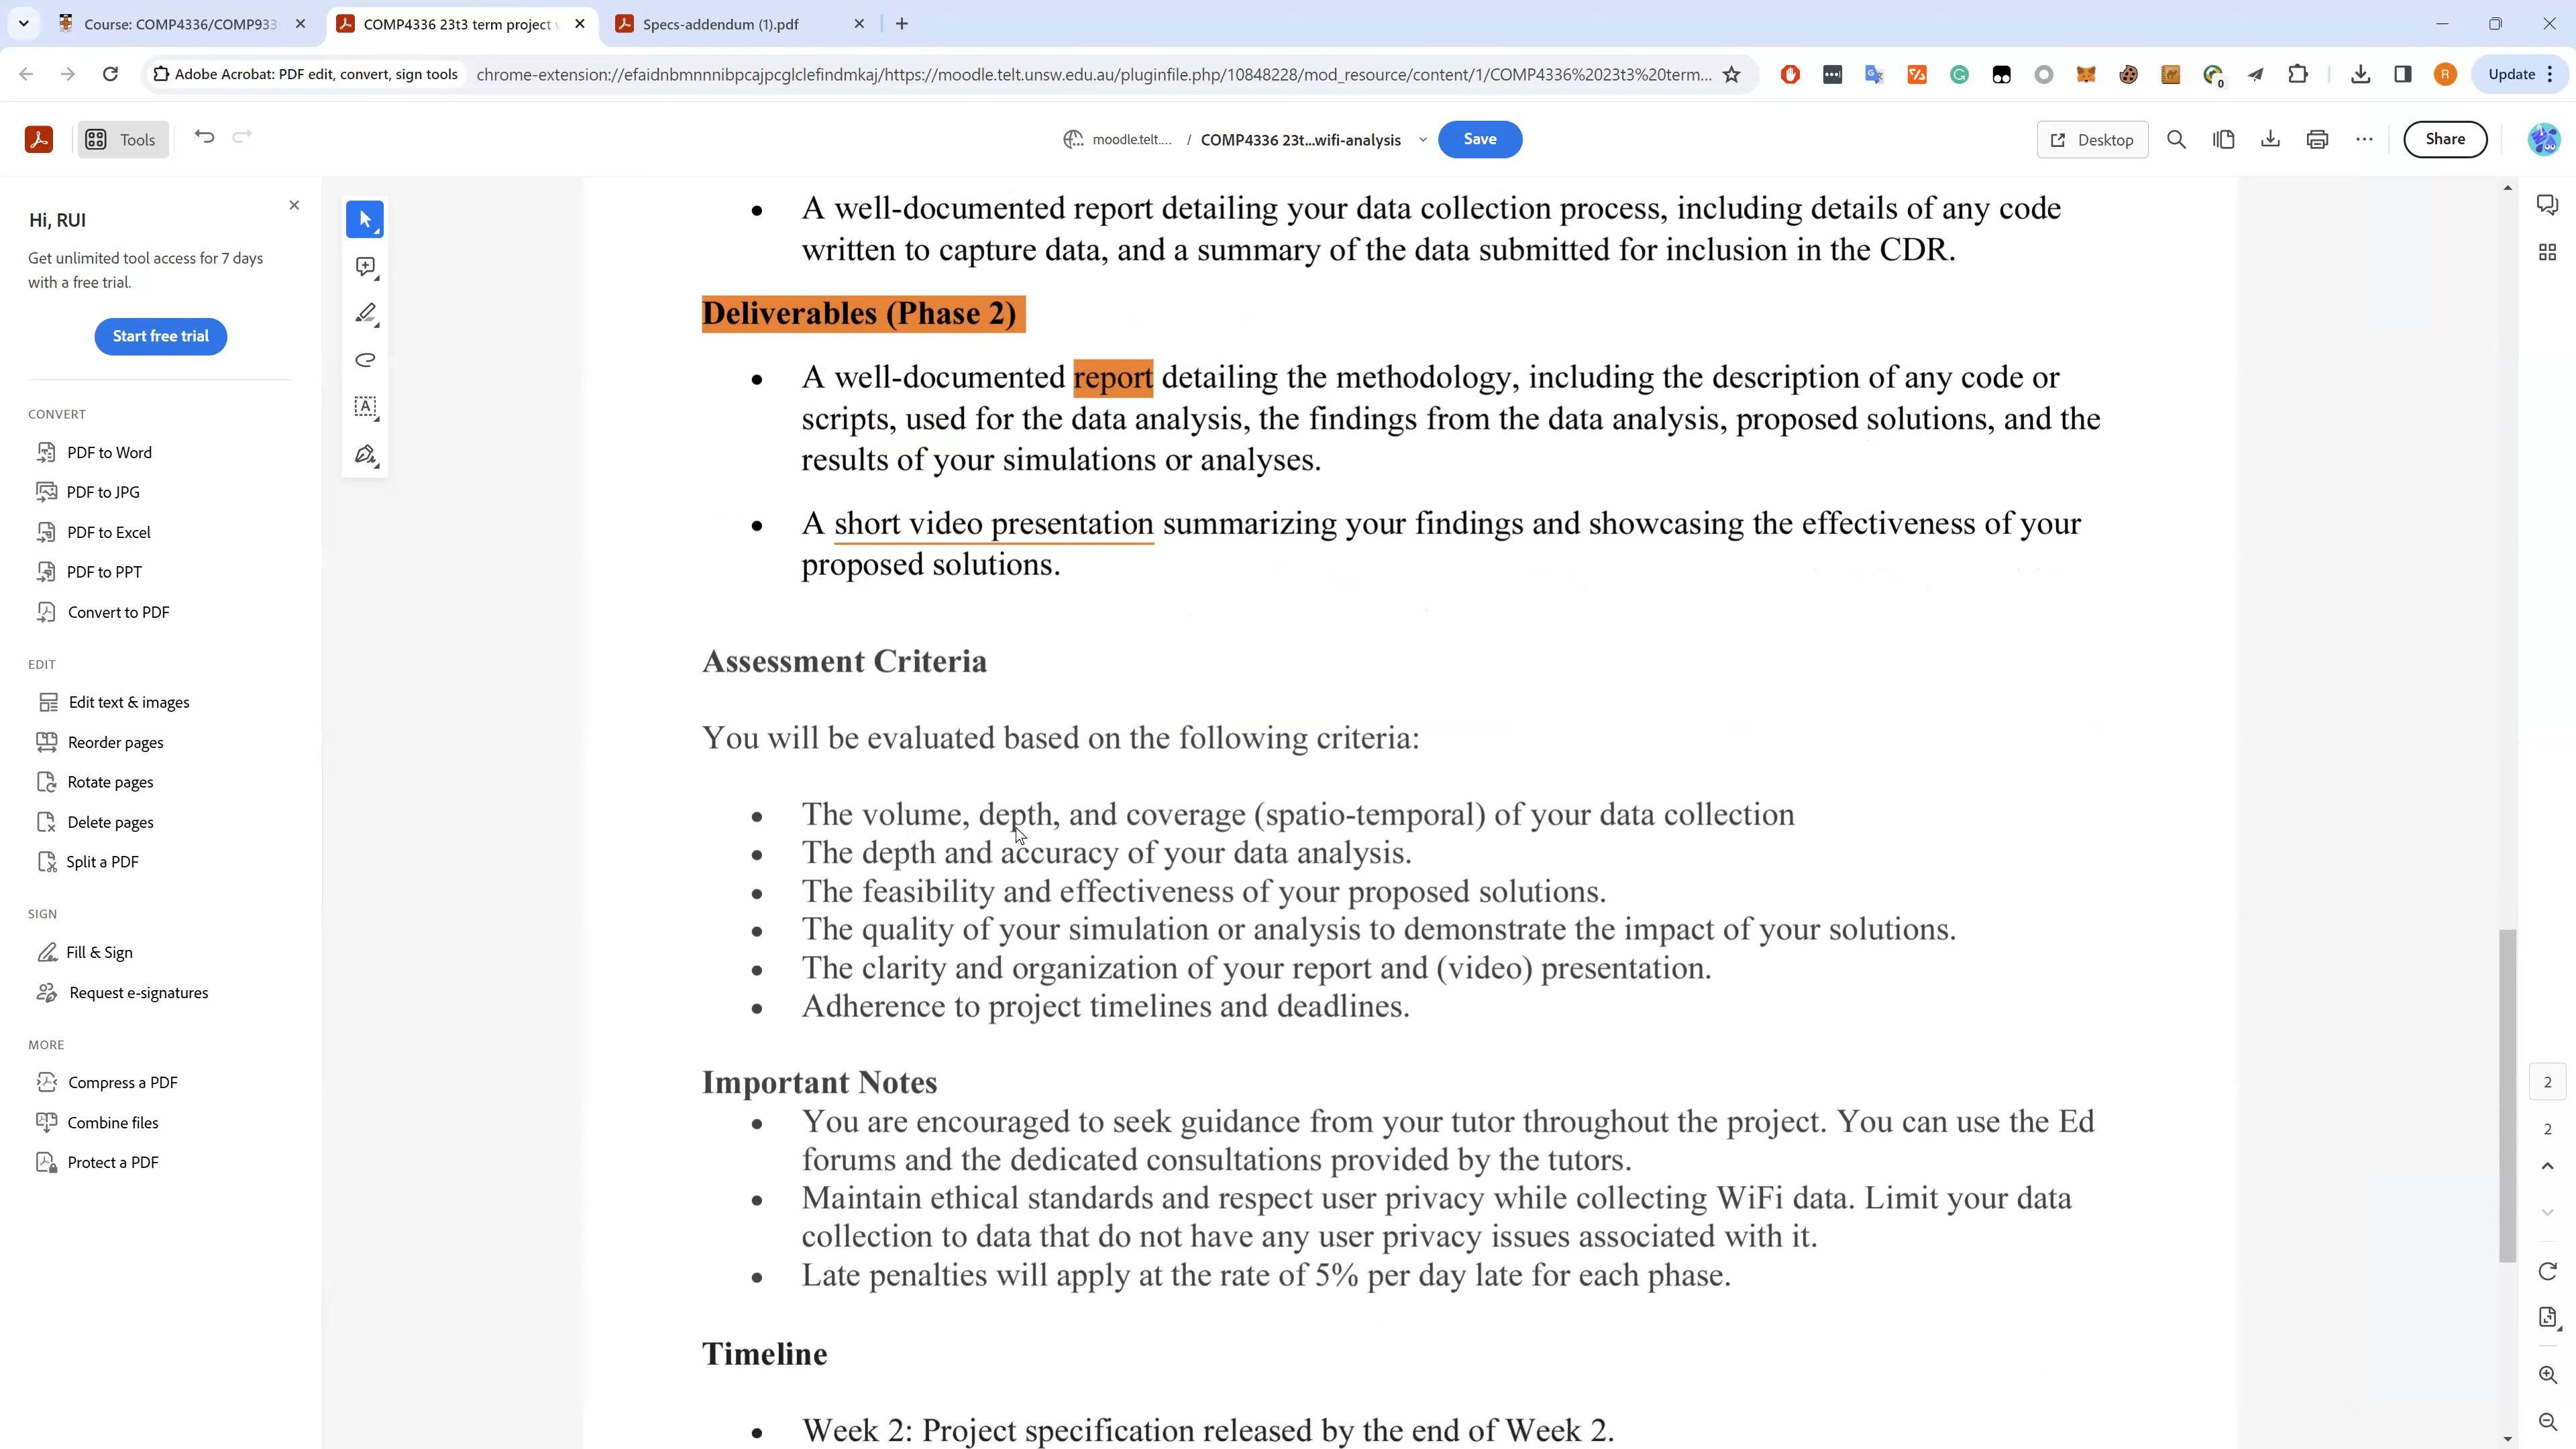 Course: COMP4336/COMP933
COMP4336 23t3 term project w
Specs-addendum (1).pdf
Adobe Acrobat: PDF edit, convert, sign tools
chrome-extension://efaidnbmnnnibpcajpcglclefindmkaj/https://moodle.telt.unsw.edu.au/pluginfile.php/10848228/mod_resource/content/1/COMP4336%2023t3%20term...
0
R
Update
Tools
moodle.telt.... / COMP4336 23t...wifi-analysis
Save
Desktop
Share
Hi, RUI
Get unlimited tool access for 7 days
with a free trial.
Start free trial
CONVERT
PDF to Word
PDF to JPG
PDF to Excel
PDF to PPT
Convert to PDF
EDIT
Edit text & images
Reorder pages
Rotate pages
Delete pages
Split a PDF
SIGN
Fill & Sign
Request e-signatures
MORE
Compress a PDF
Combine files
Protect a PDF
A
• A well-documented report detailing your data collection process, including details of any code
written to capture data, and a summary of the data submitted for inclusion in the CDR.
Deliverables (Phase 2)
• A well-documented report detailing the methodology, including the description of any code or
scripts, used for the data analysis, the findings from the data analysis, proposed solutions, and the
results of your simulations or analyses.
• A short video presentation summarizing your findings and showcasing the effectiveness of your
proposed solutions.
Assessment Criteria
You will be evaluated based on the following criteria:
• The volume, depth, and coverage (spatio-temporal) of your data collection
• The depth and accuracy of your data analysis.
• The feasibility and effectiveness of your proposed solutions.
• The quality of your simulation or analysis to demonstrate the impact of your solutions.
• The clarity and organization of your report and (video) presentation.
• Adherence to project timelines and deadlines.
Important Notes
• You are encouraged to seek guidance from your tutor throughout the project. You can use the Ed
forums and the dedicated consultations provided by the tutors.
• Maintain ethical standards and respect user privacy while collecting WiFi data. Limit your data
collection to data that do not have any user privacy issues associated with it.
• Late penalties will apply at the rate of 5% per day late for each phase.
Timeline
• Week 2: Project specification released by the end of Week 2.
2
2